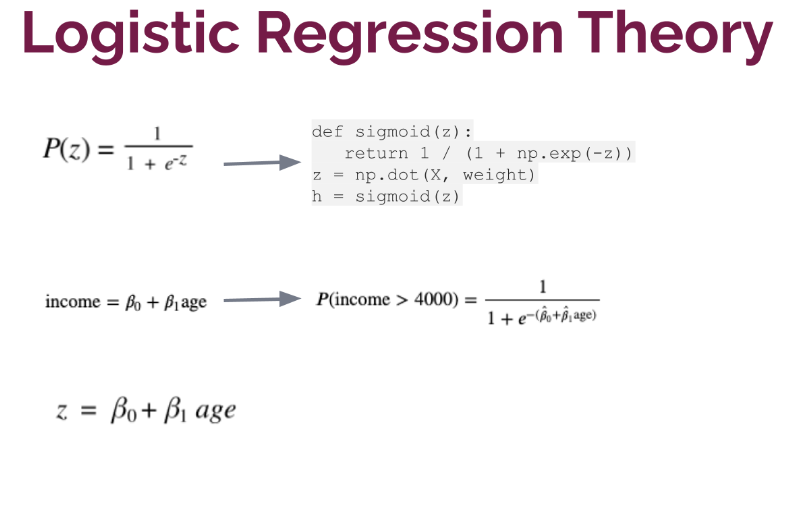 Logistic Regression Theory
P(z) = 1 / (1 + e^-z)
def sigmoid(z):
return 1 / (1 + np.exp(-z))
z = np.dot(X, weight)
h = sigmoid(z)
income = β₀ + β₁age
P(income > 4000) = 1 / (1 + e^-(β̂₀+β̂₁age))
z = β₀ + β₁ age